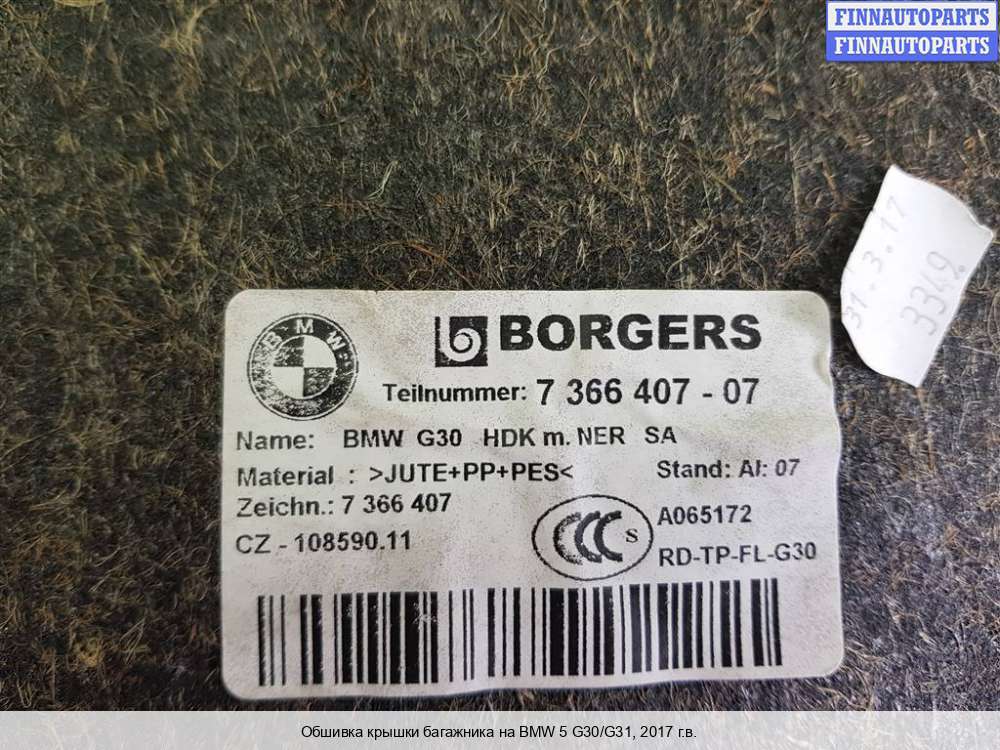 FINNAUTOPARTS
FINNAUTOPARTS
31.3.11
3349
BMW
BORGERS
Teilnummer: 7 366 407 - 07
Name: BMW G30 HDK m. NER SA
Material : >JUTE+PP+PES<
Stand: AI: 07
Zeichn.: 7 366 407
CCC S
A065172
CZ - 108590.11
RD-TP-FL-G30
Обшивка крышки багажника на BMW 5 G30/G31, 2017 г.в.